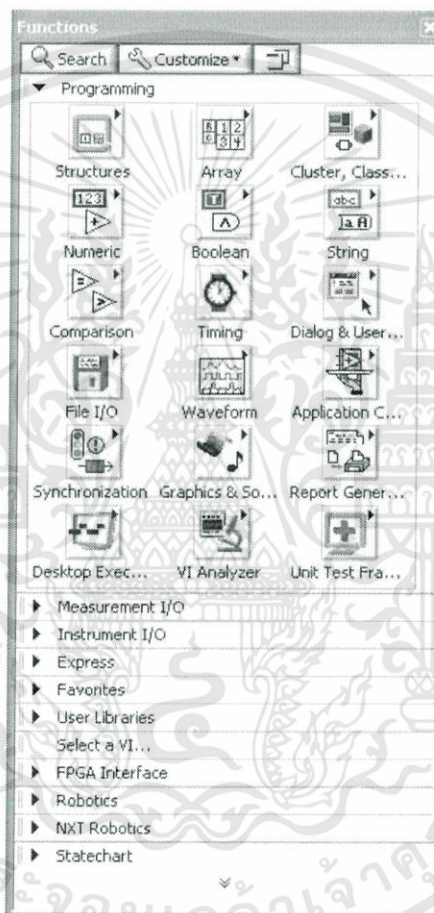 Functions
Search Customize
Programming
Structures Array Cluster, Class...
Numeric Boolean String
Comparison Timing Dialog & User...
File I/O Waveform Application C...
Synchronization Graphics & So... Report Gener...
Desktop Exec... VI Analyzer Unit Test Fra...
Measurement I/O
Instrument I/O
Express
Favorites
User Libraries
Select a VI...
FPGA Interface
Robotics
NXT Robotics
Statechart